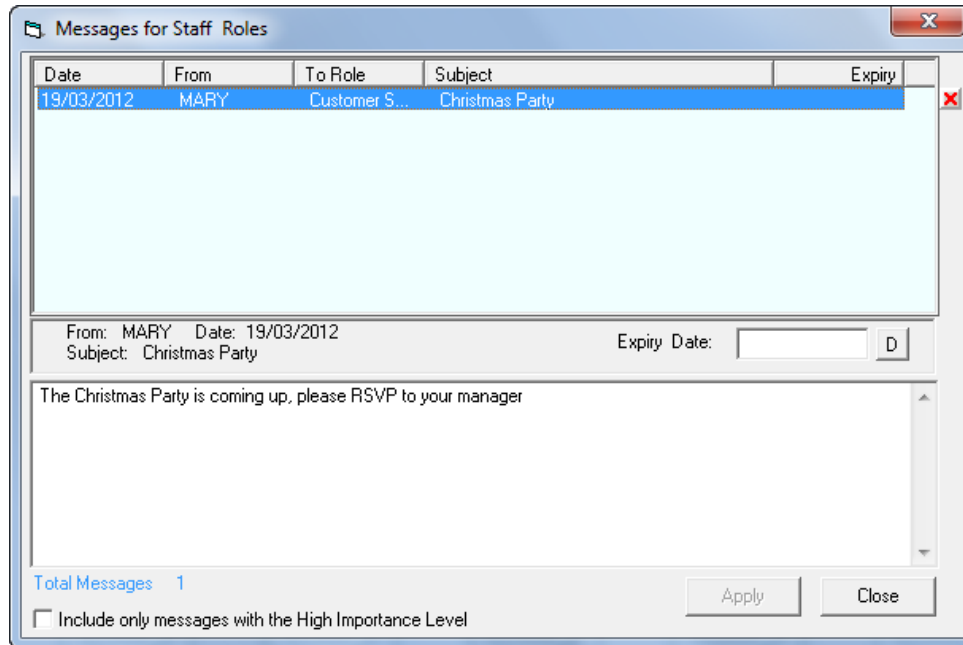 Messages for Staff Roles
Date From To Role Subject Expiry
19/03/2012 MARY Customer S... Christmas Party
From: MARY Date: 19/03/2012
Subject: Christmas Party
Expiry Date: D
The Christmas Party is coming up, please RSVP to your manager
Total Messages 1
Apply Close
Include only messages with the High Importance Level